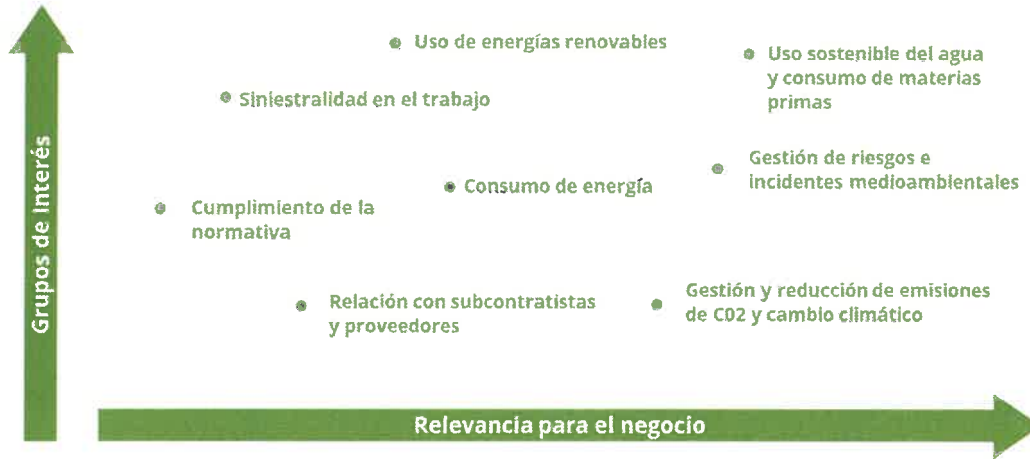 Uso de energías renovables
Uso sostenible del agua
y consumo de materias
primas
Siniestralidad en el trabajo
Gestión de riesgos e
incidentes medioambientales
Consumo de energía
Cumplimiento de la
normativa
Relación con subcontratistas
y proveedores
Gestión y reducción de emisiones
de C02 y cambio climático
Grupos de Interés
Relevancia para el negocio